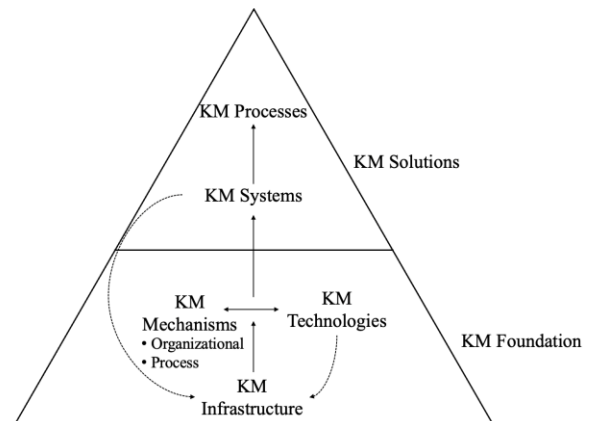 KM Processes
KM Solutions
KM Systems
KM
Mechanisms
• Organizational
• Process
KM
Technologies
KM Foundation
KM
Infrastructure